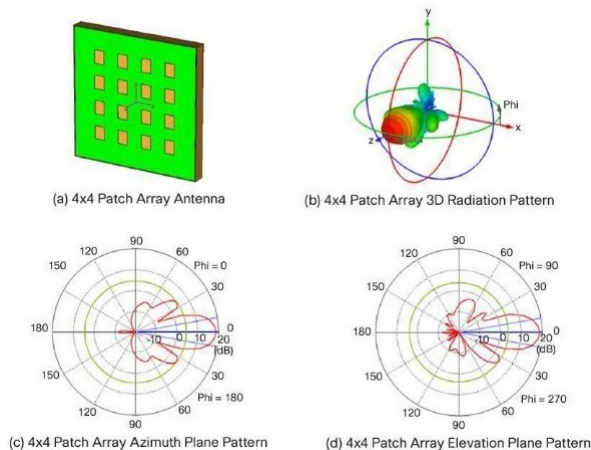 y
Phi
x
z
(a) 4x4 Patch Array Antenna
(b) 4x4 Patch Array 3D Radiation Pattern
90
120
60
Phi = 0
150
30
180
-10
0
10
20
0
(dB)
150
30
120
60
Phi = 180
90
90
120
60
Phi = 90
150
30
180
-10
0
10
20
0
(dB)
150
30
120
60
Phi = 270
90
(c) 4x4 Patch Array Azimuth Plane Pattern
(d) 4x4 Patch Array Elevation Plane Pattern